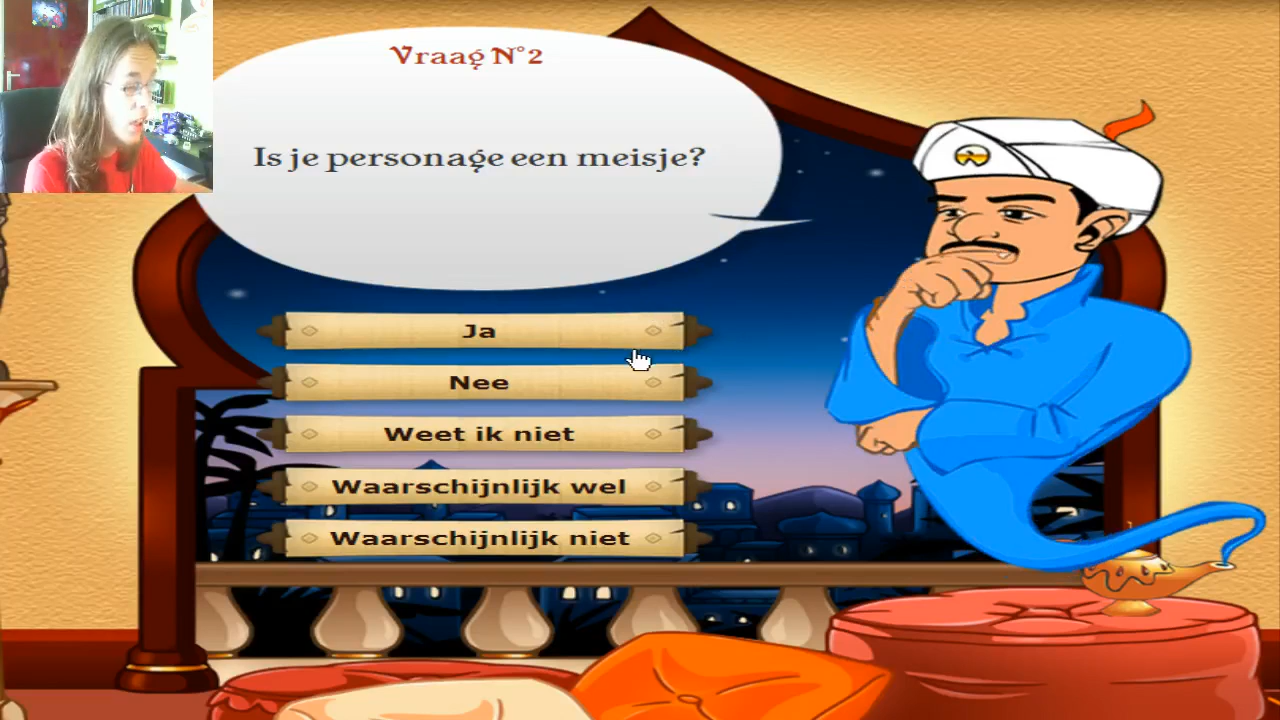 Vraag N°2
Is je personage een meisje?
Ja
Nee
Weet ik niet
Waarschijnlijk wel
Waarschijnlijk niet